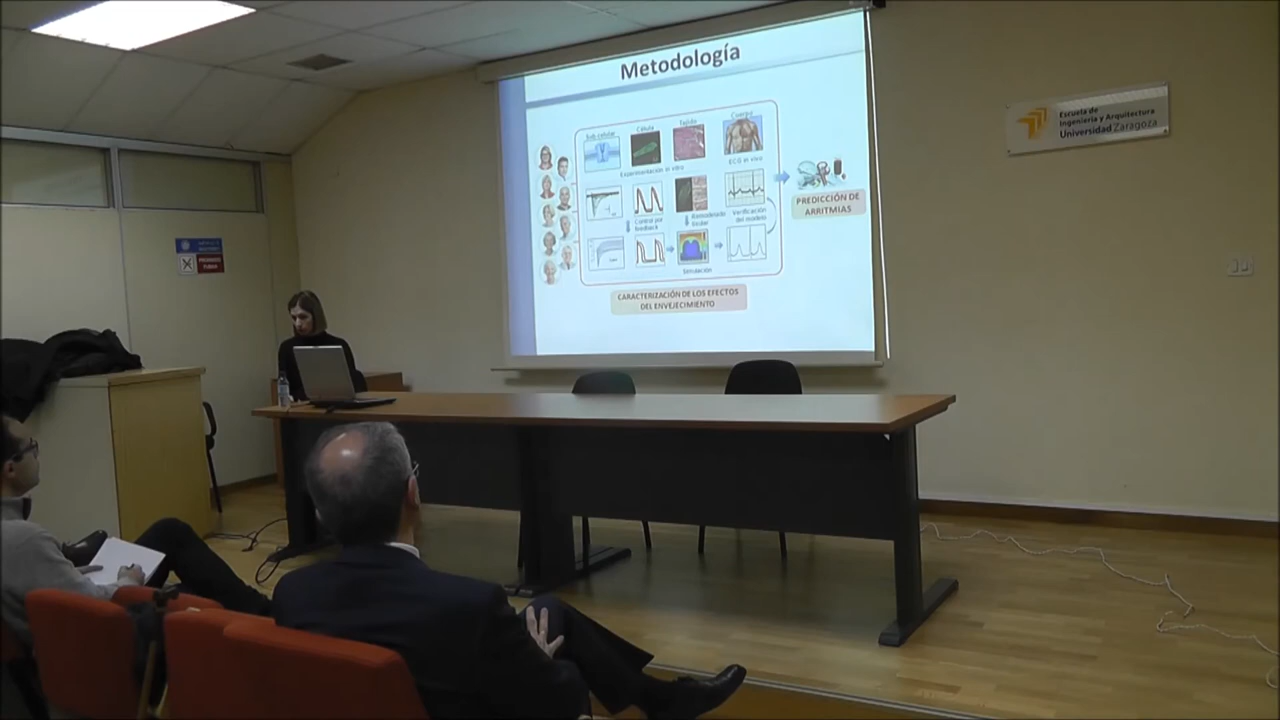 Metodología
Sub-celular
Célula
Tejido
Cuerpo
Experimentación in vitro
ECG in vivo
Control por
feedback
Remodelado
Verificación
del modelo
Simulación
PREDICCIÓN DE
ARRITMIAS
CARACTERIZACIÓN DE LOS EFECTOS
DEL ENVEJECIMIENTO
Escuela de
Ingeniería y Arquitectura
Universidad Zaragoza